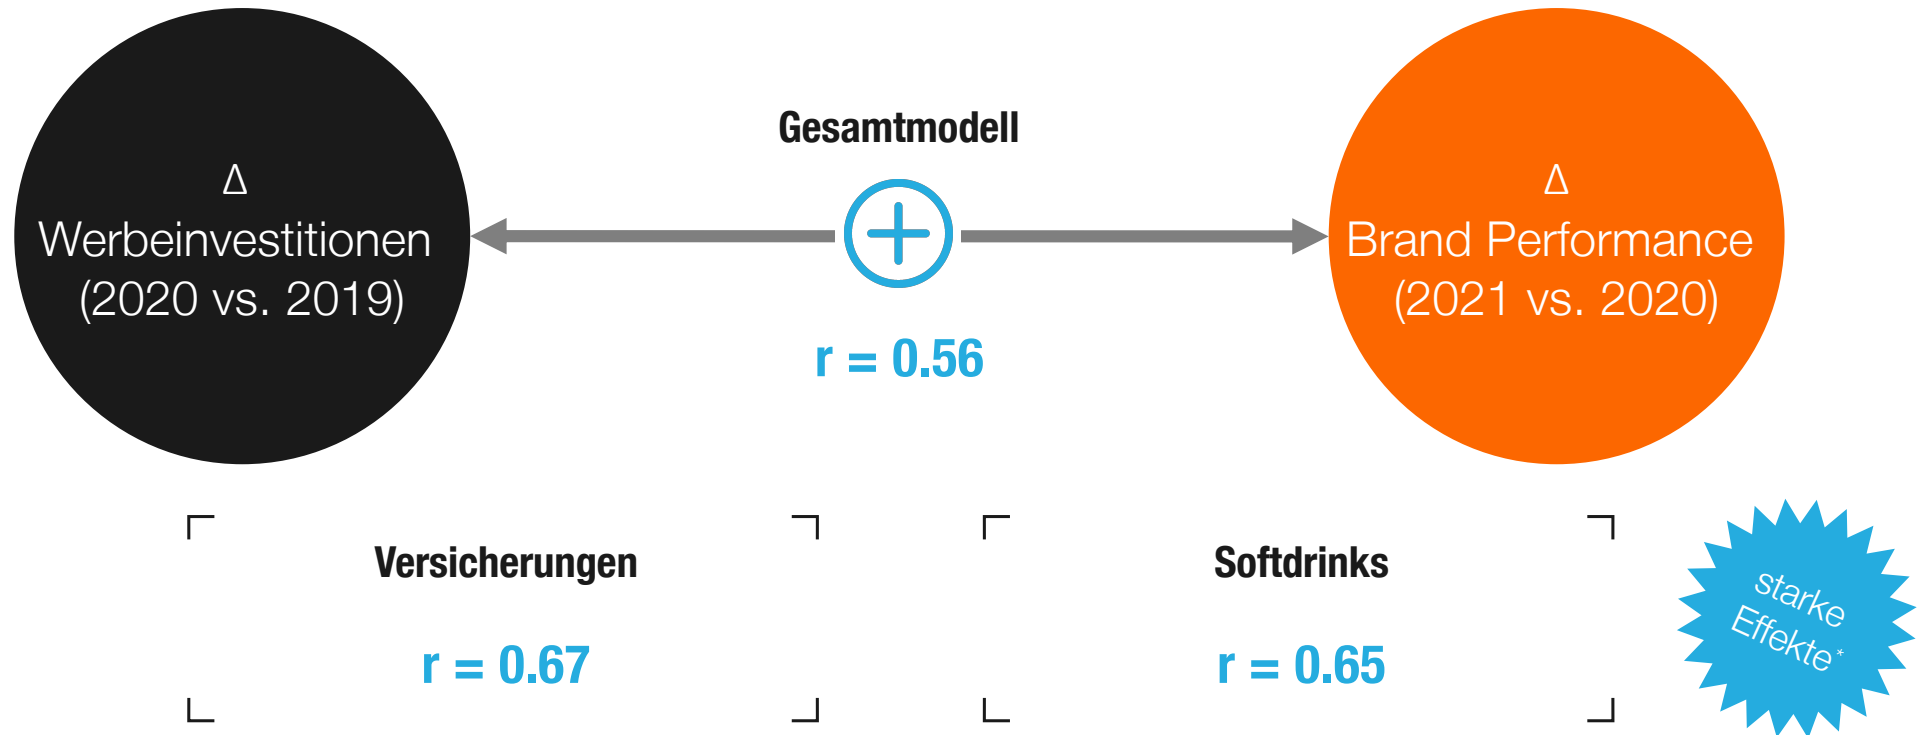 Δ
Werbeinvestitionen
(2020 vs. 2019)
Gesamtmodell
r = 0.56
Δ
Brand Performance
(2021 vs. 2020)
Versicherungen
r = 0.67
Softdrinks
r = 0.65
starke
Effekte*